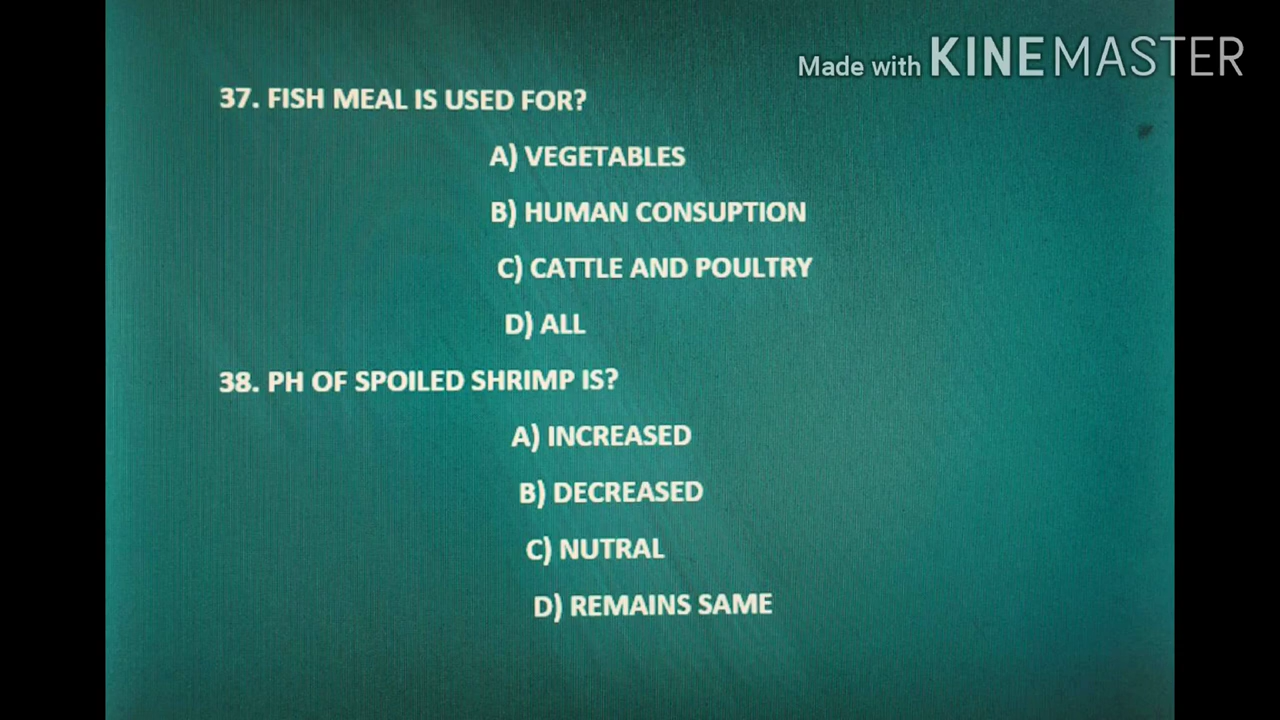 Made with KINEMASTER
37. FISH MEAL IS USED FOR?
A) VEGETABLES
B) HUMAN CONSUPTION
C) CATTLE AND POULTRY
D) ALL
38. PH OF SPOILED SHRIMP IS?
A) INCREASED
B) DECREASED
C) NUTRAL
D) REMAINS SAME